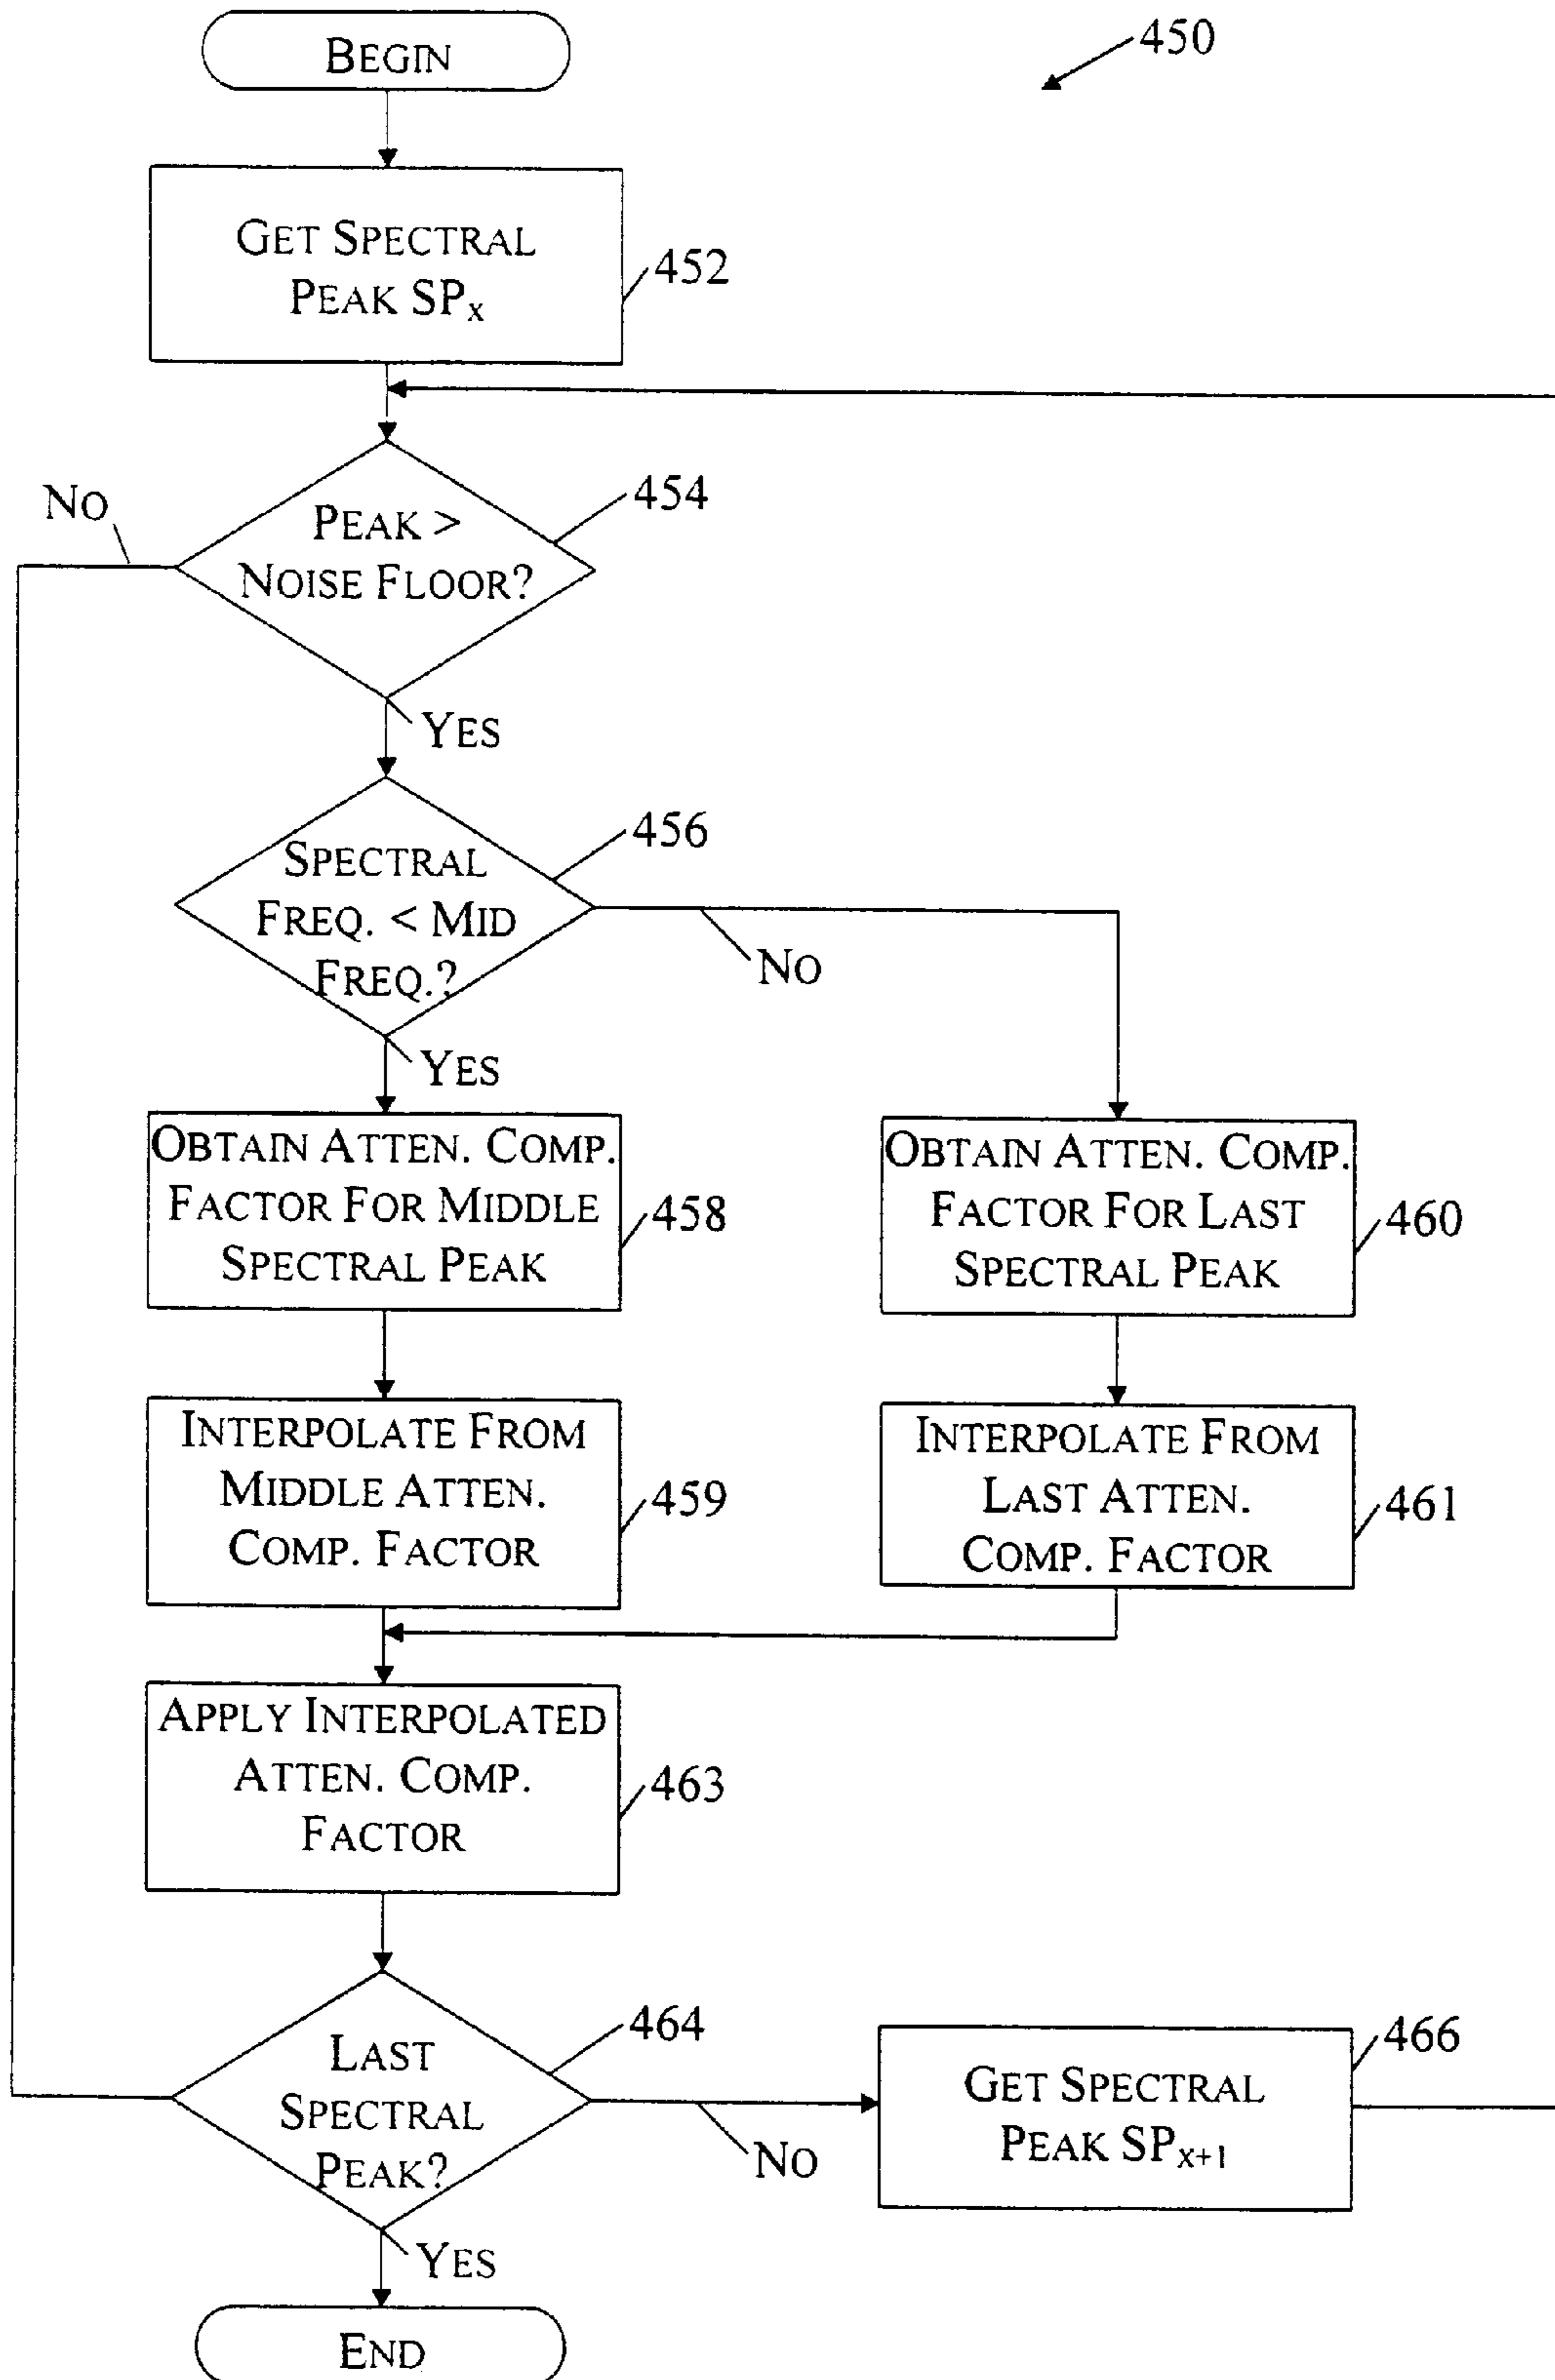 BEGIN
450
GET SPECTRAL
PEAK SPₓ
452
NO
PEAK >
NOISE FLOOR?
454
YES
SPECTRAL
FREQ. < MID
FREQ.?
456
NO
YES
OBTAIN ATTEN. COMP.
FACTOR FOR MIDDLE
SPECTRAL PEAK
458
OBTAIN ATTEN. COMP.
FACTOR FOR LAST
SPECTRAL PEAK
460
INTERPOLATE FROM
MIDDLE ATTEN.
COMP. FACTOR
459
INTERPOLATE FROM
LAST ATTEN.
COMP. FACTOR
461
APPLY INTERPOLATED
ATTEN. COMP.
FACTOR
463
LAST
SPECTRAL
PEAK?
464
NO
GET SPECTRAL
PEAK SPₓ₊₁
466
YES
END